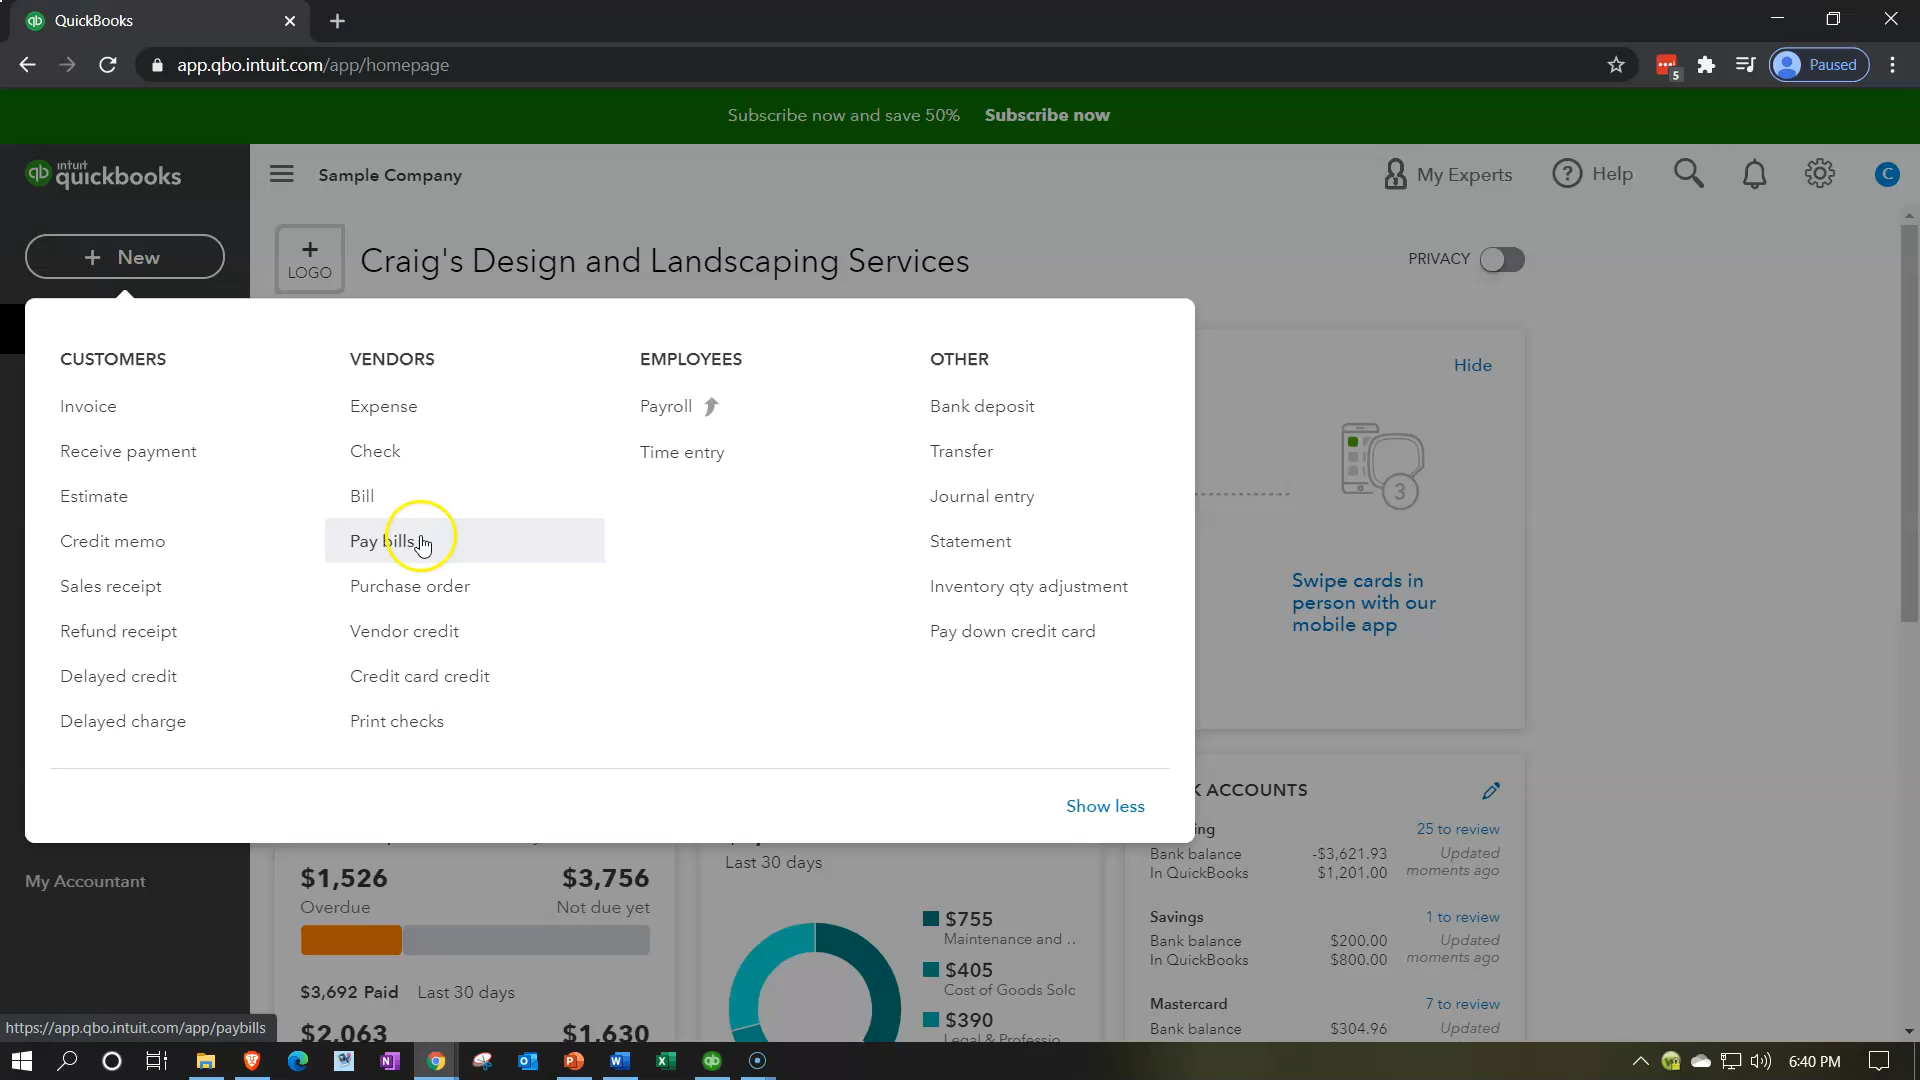 QuickBooks
app.qbo.intuit.com/app/homepage
5
Paused
Subscribe now and save 50% Subscribe now
intuit
quickbooks
Sample Company
My Experts
Help
C
+ New
+
LOGO
Craig's Design and Landscaping Services
PRIVACY
CUSTOMERS
Invoice
Receive payment
Estimate
Credit memo
Sales receipt
Refund receipt
Delayed credit
Delayed charge
VENDORS
Expense
Check
Bill
Pay bills
Purchase order
Vendor credit
Credit card credit
Print checks
EMPLOYEES
Payroll
Time entry
OTHER
Bank deposit
Transfer
Journal entry
Statement
Inventory qty adjustment
Pay down credit card
Show less
Hide
3
Swipe cards in
person with our
mobile app
My Accountant
$1,526 $3,756
Overdue Not due yet
$3,692 Paid Last 30 days
$2,063 $1,630
Last 30 days
$755
Maintenance and ..
$405
Cost of Goods Solc
$390
Legal & Professio
K ACCOUNTS
ing 25 to review
Bank balance -$3,621.93 Updated
In QuickBooks $1,201.00 moments ago
Savings 1 to review
Bank balance $200.00 Updated
In QuickBooks $800.00 moments ago
Mastercard 7 to review
Bank balance $304.96 Updated
https://app.qbo.intuit.com/app/paybills
6:40 PM